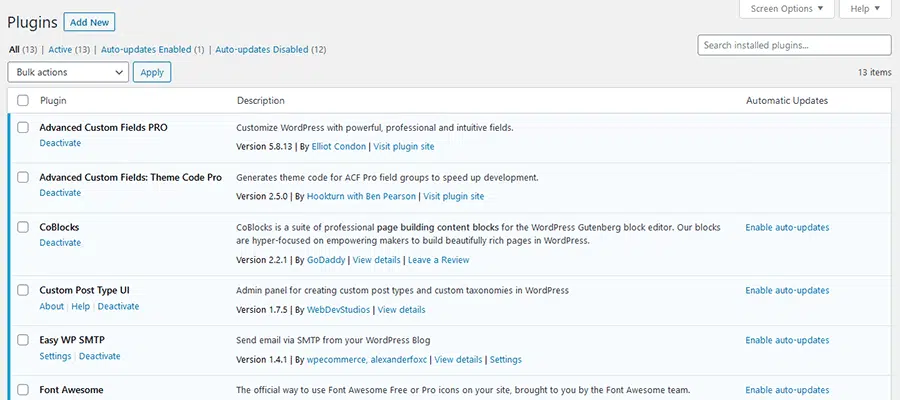 Screen Options ▼ Help ▼
Plugins Add New
All (13) | Active (13) | Auto-updates Enabled (1) | Auto-updates Disabled (12)
Search installed plugins...
Bulk actions Apply
13 items
Plugin Description Automatic Updates
Advanced Custom Fields PRO Customize WordPress with powerful, professional and intuitive fields.
Deactivate
Version 5.8.13 | By Elliot Condon | Visit plugin site
Advanced Custom Fields: Theme Code Pro Generates theme code for ACF Pro field groups to speed up development.
Deactivate
Version 2.5.0 | By Hookturn with Ben Pearson | Visit plugin site
CoBlocks CoBlocks is a suite of professional page building content blocks for the WordPress Gutenberg block editor. Our blocks Enable auto-updates
Deactivate are hyper-focused on empowering makers to build beautifully rich pages in WordPress.
Version 2.2.1 | By GoDaddy | View details | Leave a Review
Custom Post Type UI Admin panel for creating custom post types and custom taxonomies in WordPress Enable auto-updates
About | Help | Deactivate
Version 1.7.5 | By WebDevStudios | View details
Easy WP SMTP Send email via SMTP from your WordPress Blog Enable auto-updates
Settings | Deactivate
Version 1.4.1 | By wpecommerce, alexanderfoxc | View details | Settings
Font Awesome The official way to use Font Awesome Free or Pro icons on your site, brought to you by the Font Awesome team. Enable auto-updates